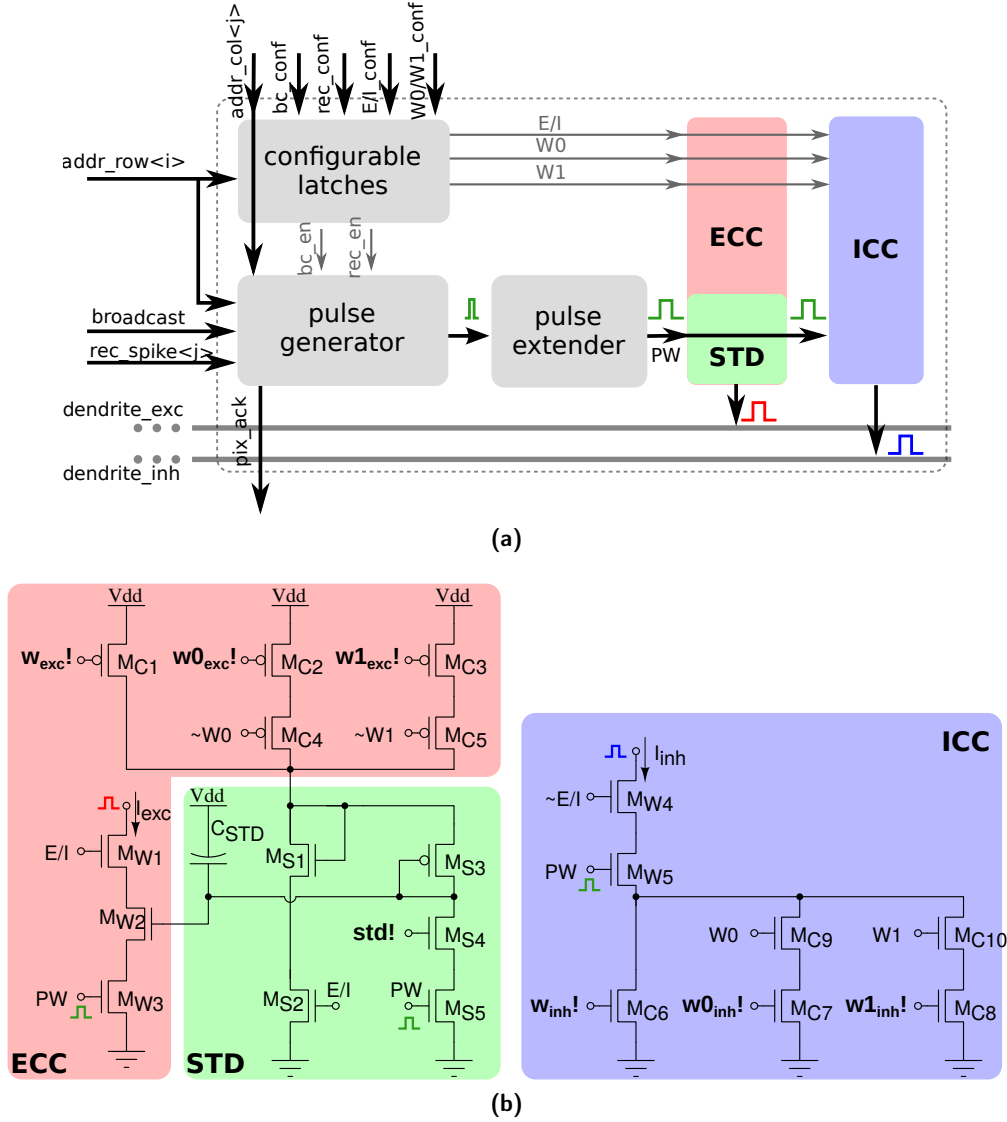 addr_col<j>
bc_conf
rec_conf
E/I_conf
W0/W1_conf
addr_row<i>
configurable
latches
E/I
W0
W1
ECC
ICC
bc_en
rec_en
broadcast
rec_spike<j>
pulse
generator
pulse
extender
PW
STD
dendrite_exc
pix_ack
dendrite_inh
(a)
Vdd
Vdd
Vdd
wexc!
MC1
w0exc!
MC2
w1exc!
MC3
~W0
MC4
~W1
MC5
Iexc
E/I
MW1
MW2
PW
MW3
ECC
Vdd
CSTD
MS1
MS3
std!
MS4
MS2
E/I
PW
MS5
STD
ICC
Iinh
~E/I
MW4
PW
MW5
W0
MC9
W1
MC10
winh!
MC6
w0inh!
MC7
w1inh!
MC8
(b)